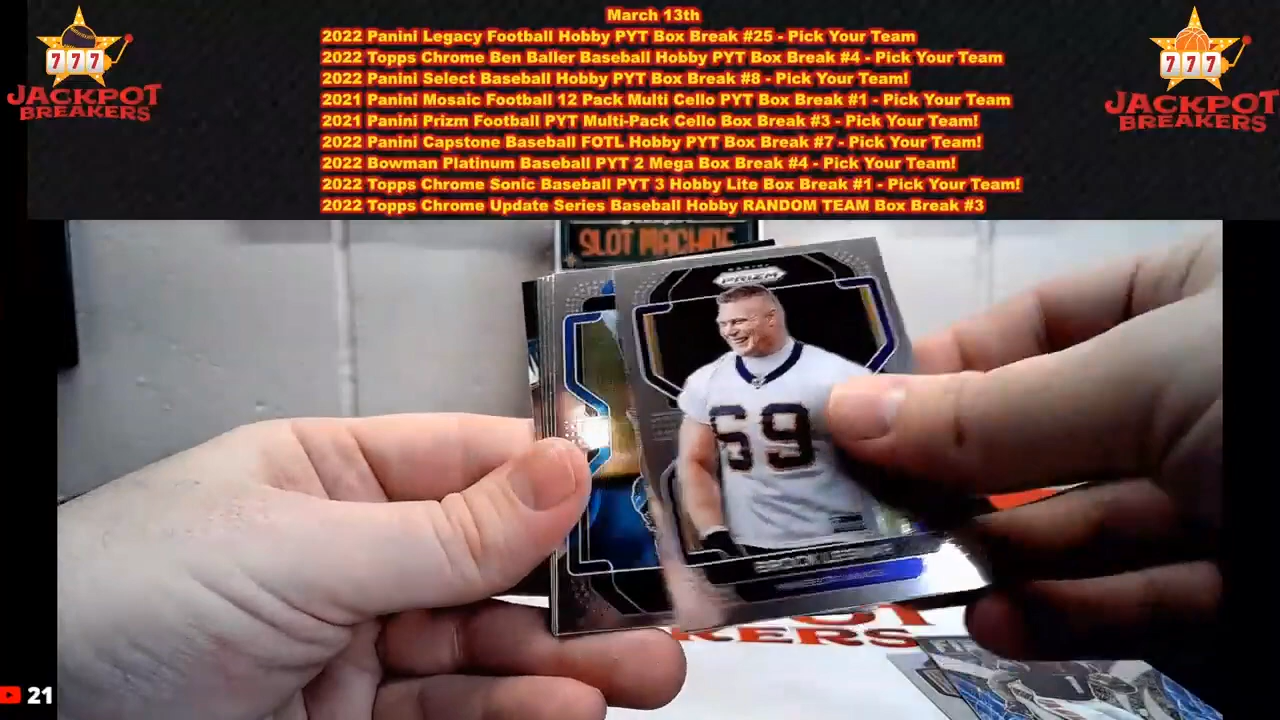 March 13th
2022 Panini Legacy Football Hobby PYT Box Break #25 - Pick Your Team
2022 Topps Chrome Ben Baller Baseball Hobby PYT Box Break #4 - Pick Your Team
2022 Panini Select Baseball Hobby PYT Box Break #8 - Pick Your Team!
2021 Panini Mosaic Football 12 Pack Multi Cello PYT Box Break #1 - Pick Your Team
2021 Panini Prizm Football PYT Multi-Pack Cello Box Break #3 - Pick Your Team!
2022 Panini Capstone Baseball FOTL Hobby PYT Box Break #7 - Pick Your Team!
2022 Bowman Platinum Baseball PYT 2 Mega Box Break #4 - Pick Your Team!
2022 Topps Chrome Sonic Baseball PYT 3 Hobby Lite Box Break #1 - Pick Your Team!
2022 Topps Chrome Update Series Baseball Hobby RANDOM TEAM Box Break #3
777
JACKPOT
BREAKERS
777
JACKPOT
BREAKERS
SLOT MACHINE
PANINI
PRIZM
69
KERS
1
21